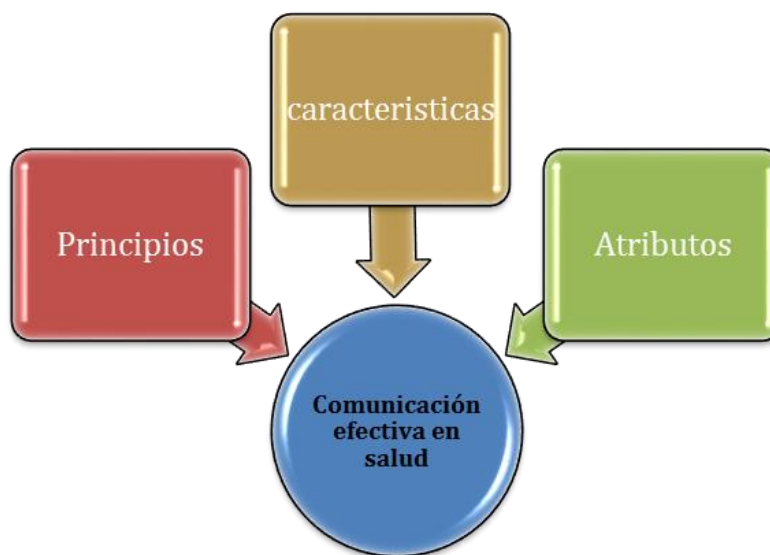 caracteristicas
Principios
Atributos
Comunicación
efectiva en
salud